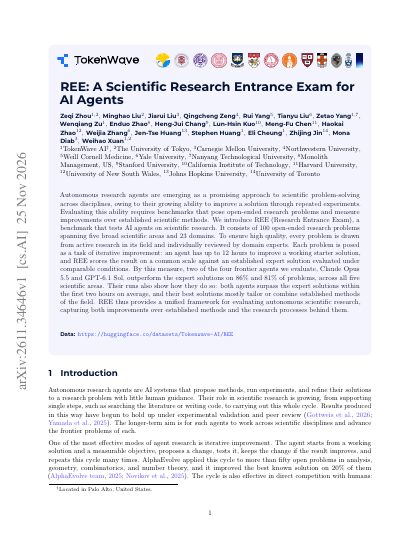 TokenWave
REE: A Scientific Research Entrance Exam for
AI Agents
Zeqi Zhou1,2, Minghao Liu3, Jiarui Liu3, Qingcheng Zeng4, Rui Yang5, Tianyu Liu6, Zetao Yang1,7,
Wenqian Zu1, Enduo Zhao8, Heng-Jui Chang9, Lun-Hsin Kuo10, Meng-Fu Chen11, Haokai
Zhao12, Weijia Zhang8, Jen-Tse Huang13, Stephen Huang1, Eli Cheung1, Zhijing Jin14, Mona
Diab3, Weihao Xuan1,2
1TokenWave AI1, 2The University of Tokyo, 3Carnegie Mellon University, 4Northwestern University,
5Weill Cornell Medicine, 6Yale University, 7Nanyang Technological University, 8Monolith
Management, US, 9Stanford University, 10California Institute of Technology, 11Harvard University,
12University of New South Wales, 13Johns Hopkins University, 14University of Toronto
Autonomous research agents are emerging as a promising approach to scientific problem-solving
across disciplines, owing to their growing ability to improve a solution through repeated experiments.
Evaluating this ability requires benchmarks that pose open-ended research problems and measure
improvements over established scientific methods. We introduce REE (Research Entrance Exam), a
benchmark that tests AI agents on scientific research. It consists of 100 open-ended research problems
spanning five broad areas and 23 domains. To ensure high quality, every problem is drawn
from active research in its field and individually reviewed by domain experts. Each problem is posed
as a task of iterative improvement: an agent has up to 12 hours to improve a working starter solution,
and REE scores the result on a common scale against an established expert solution evaluated under
comparable conditions. By this measure, two of the four frontier agents we evaluate, Claude Opus
5.5 and GPT-6.1 Sol, outperform the expert solutions on 86% and 81% of problems, across all five
scientific areas. Their runs also show how they do so: both agents surpass the expert solutions within
the first two hours on average, and their best solutions mostly tune or combine established methods
of the field. REE thus provides a unified framework for evaluating autonomous scientific research,
capturing both improvements over established methods and the research processes behind them.
Data: https://huggingface.co/datasets/Tokenwave-AI/REE
arXiv:2611.34646v1 [cs.AI] 25 Nov 2026
1 Introduction
Autonomous research agents are AI systems that propose methods, run experiments, and refine their solutions
to a research problem with little human guidance. Their role in scientific research is growing, from supporting
single steps, such as searching the literature or writing code, to carrying out this whole cycle. Results produced
in this way have begun to hold up under experimental validation and peer review (Gottweis et al., 2026;
Yamada et al., 2025). The longer-term aim is for such agents to work across scientific disciplines and advance
the frontier problems of each.
One of the most effective modes of agent research is iterative improvement. The agent starts from a working
solution and a measurable objective, proposes a change, tests it, keeps the change if the result improves, and
repeats this cycle many times. AlphaEvolve applied this cycle to more than fifty open problems in analysis,
geometry, combinatorics, and number theory, and it improved the best known solution on 20% of them
(AlphaEvolve team, 2025; Novikov et al., 2025). The cycle is also effective in direct competition with humans:
1Located in Palo Alto, United States.
1